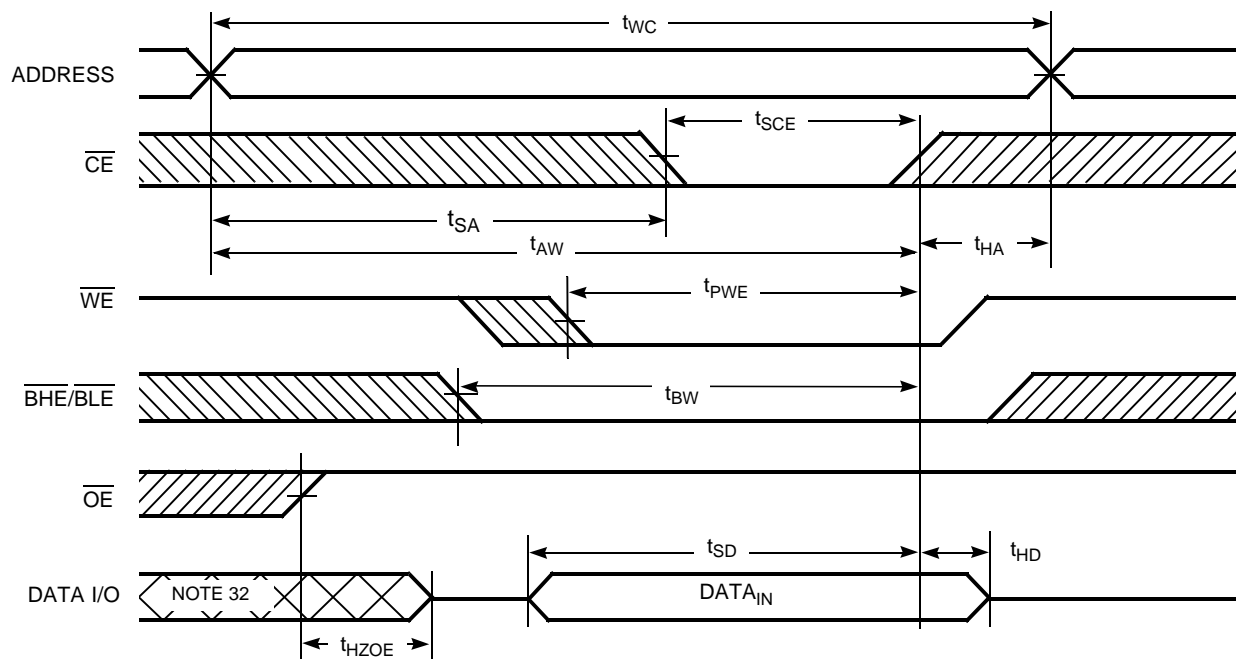 tWC
ADDRESS
tSCE
CE
tSA
tAW
tHA
WE
tPWE
BHE/BLE
tBW
OE
tSD
tHD
DATA I/O
NOTE 32
DATAIN
tHZOE